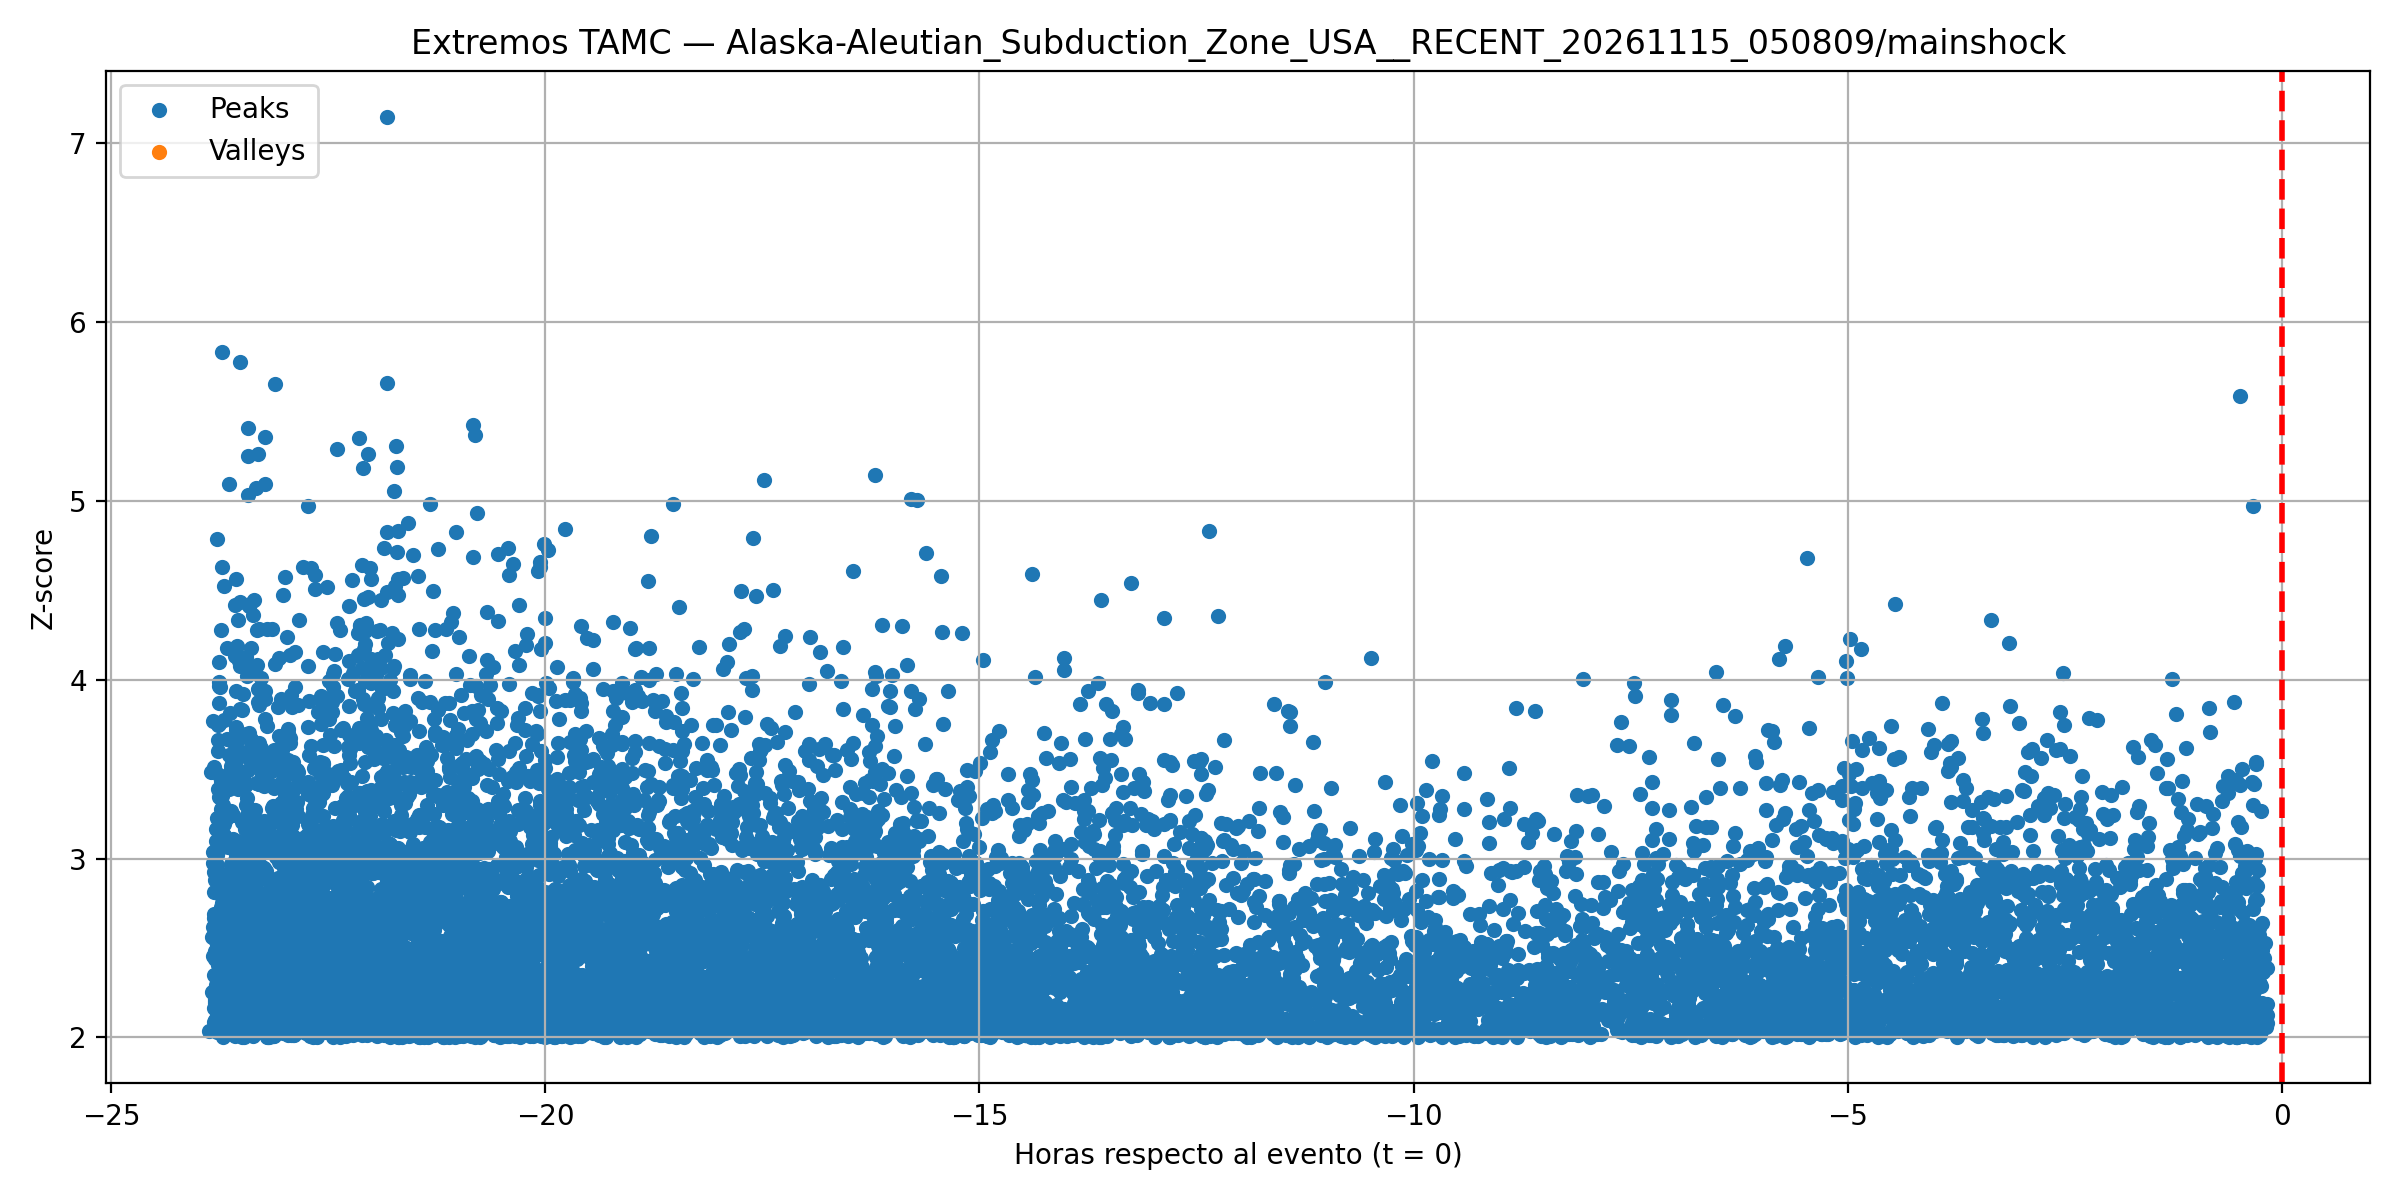 Extremos TAMC — Alaska-Aleutian_Subduction_Zone_USA__RECENT_20261115_050809/mainshock
Peaks
Valleys
7
6
5
4
3
2
Z-score
−25
−20
−15
−10
−5
0
Horas respecto al evento (t = 0)